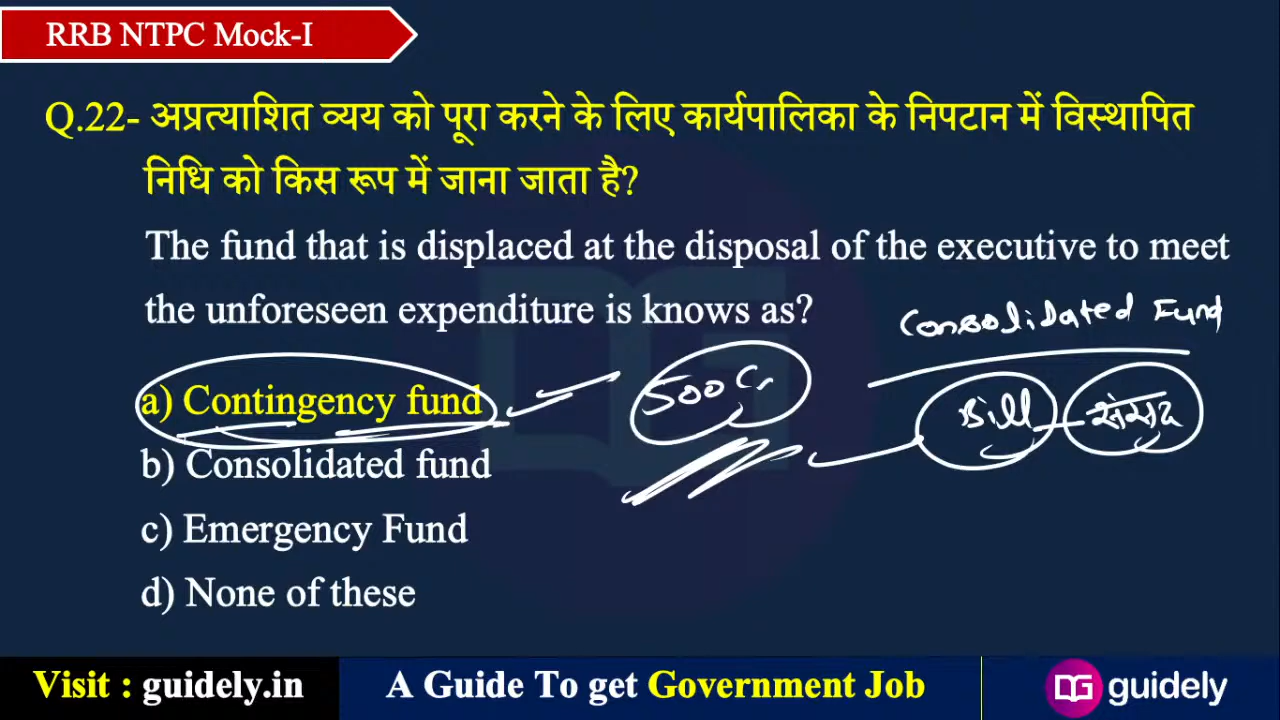 RRB NTPC Mock-I
Q.22- अप्रत्याशित व्यय को पूरा करने के लिए कार्यपालिका के निपटान में विस्थापित
निधि को किस रूप में जाना जाता है?
The fund that is displaced at the disposal of the executive to meet
the unforeseen expenditure is knows as?
Consolidated Fund
a) Contingency fund
500 Cr
Bill
संसद
b) Consolidated fund
c) Emergency Fund
d) None of these
Visit : guidely.in
A Guide To get Government Job
guidely